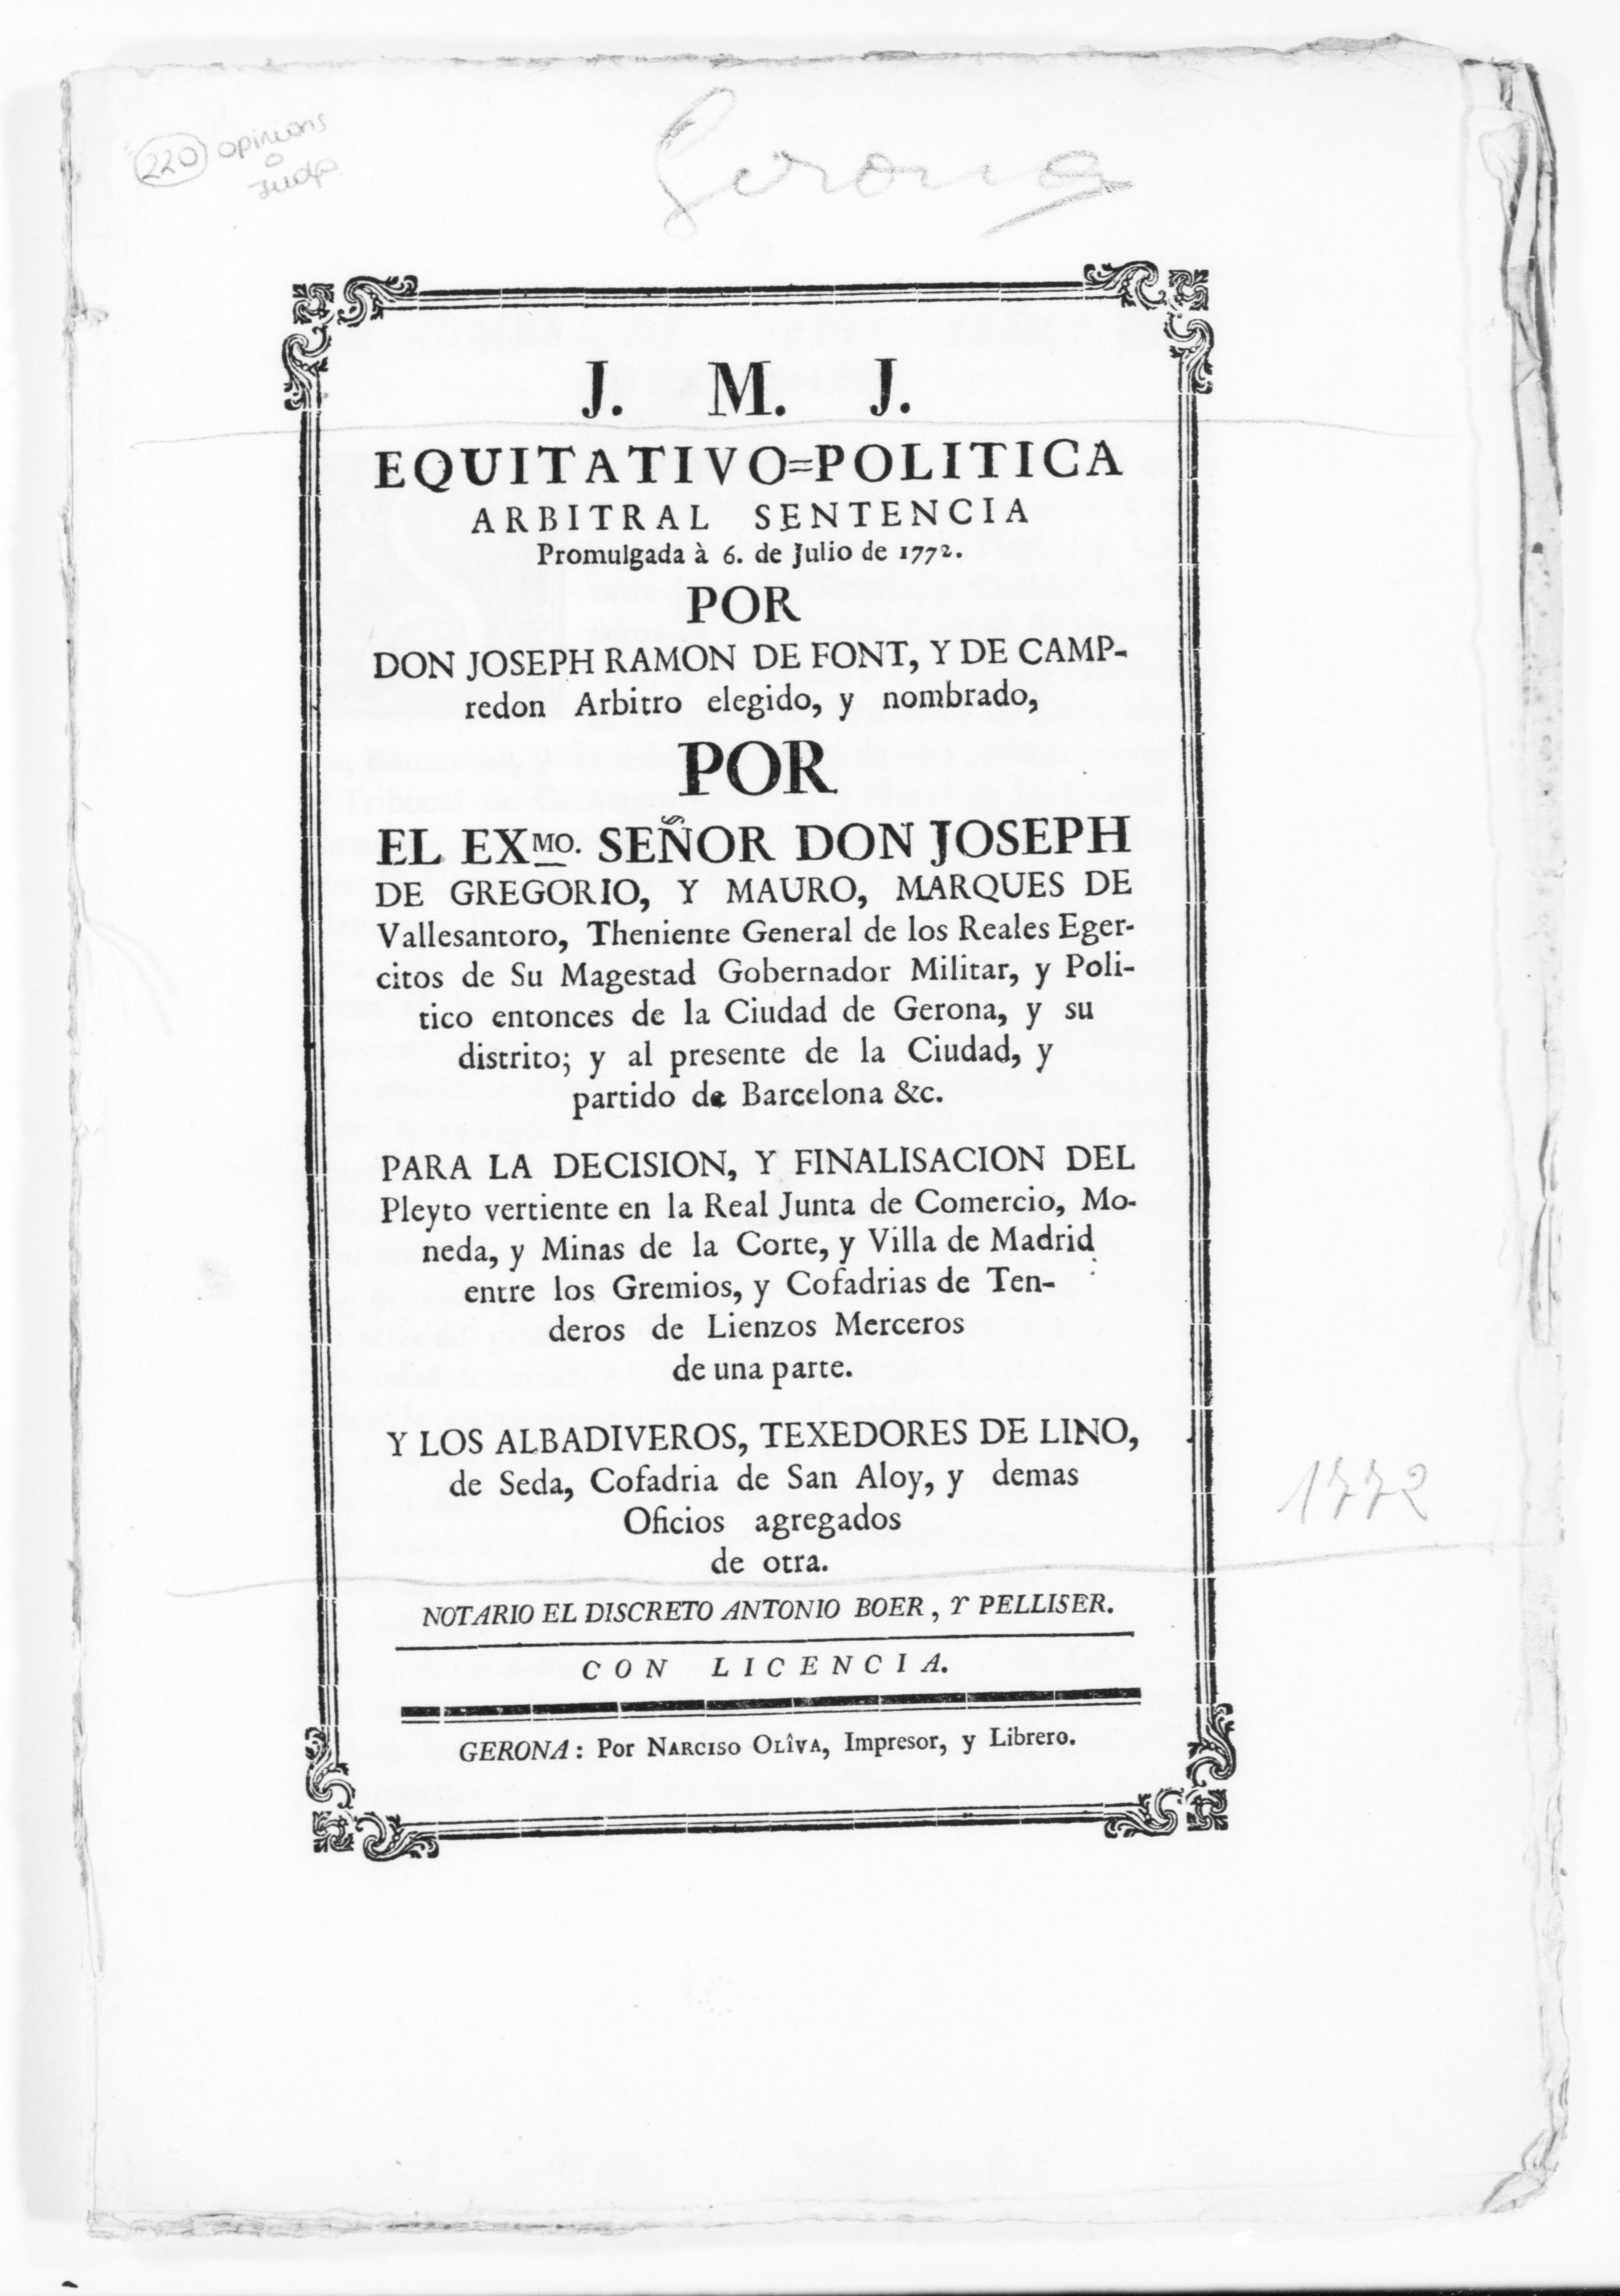 220 opinions
o
Gerona
J. M. J.
EQUITATIVO=POLITICA
ARBITRAL SENTENCIA
Promulgada à 6. de Julio de 1772.
POR
DON JOSEPH RAMON DE FONT, Y DE CAMP-
redon Arbitro elegido, y nombrado,
POR
EL EXMO. SEÑOR DON JOSEPH
DE GREGORIO, Y MAURO, MARQUES DE
Vallesantoro, Theniente General de los Reales Eger-
citos de Su Magestad Gobernador Militar, y Poli-
tico entonces de la Ciudad de Gerona, y su
distrito; y al presente de la Ciudad, y
partido de Barcelona &c.
PARA LA DECISION, Y FINALISACION DEL
Pleyto vertiente en la Real Junta de Comercio, Mo-
neda, y Minas de la Corte, y Villa de Madrid
entre los Gremios, y Cofadrias de Ten-
deros de Lienzos Merceros
de una parte.
Y LOS ALBADIVEROS, TEXEDORES DE LINO,
de Seda, Cofadria de San Aloy, y demas
Oficios agregados
de otra.
1772
NOTARIO EL DISCRETO ANTONIO BOER, Y PELLISER.
CON LICENCIA.
GERONA: Por NARCISO OLÎVA, Impresor, y Librero.